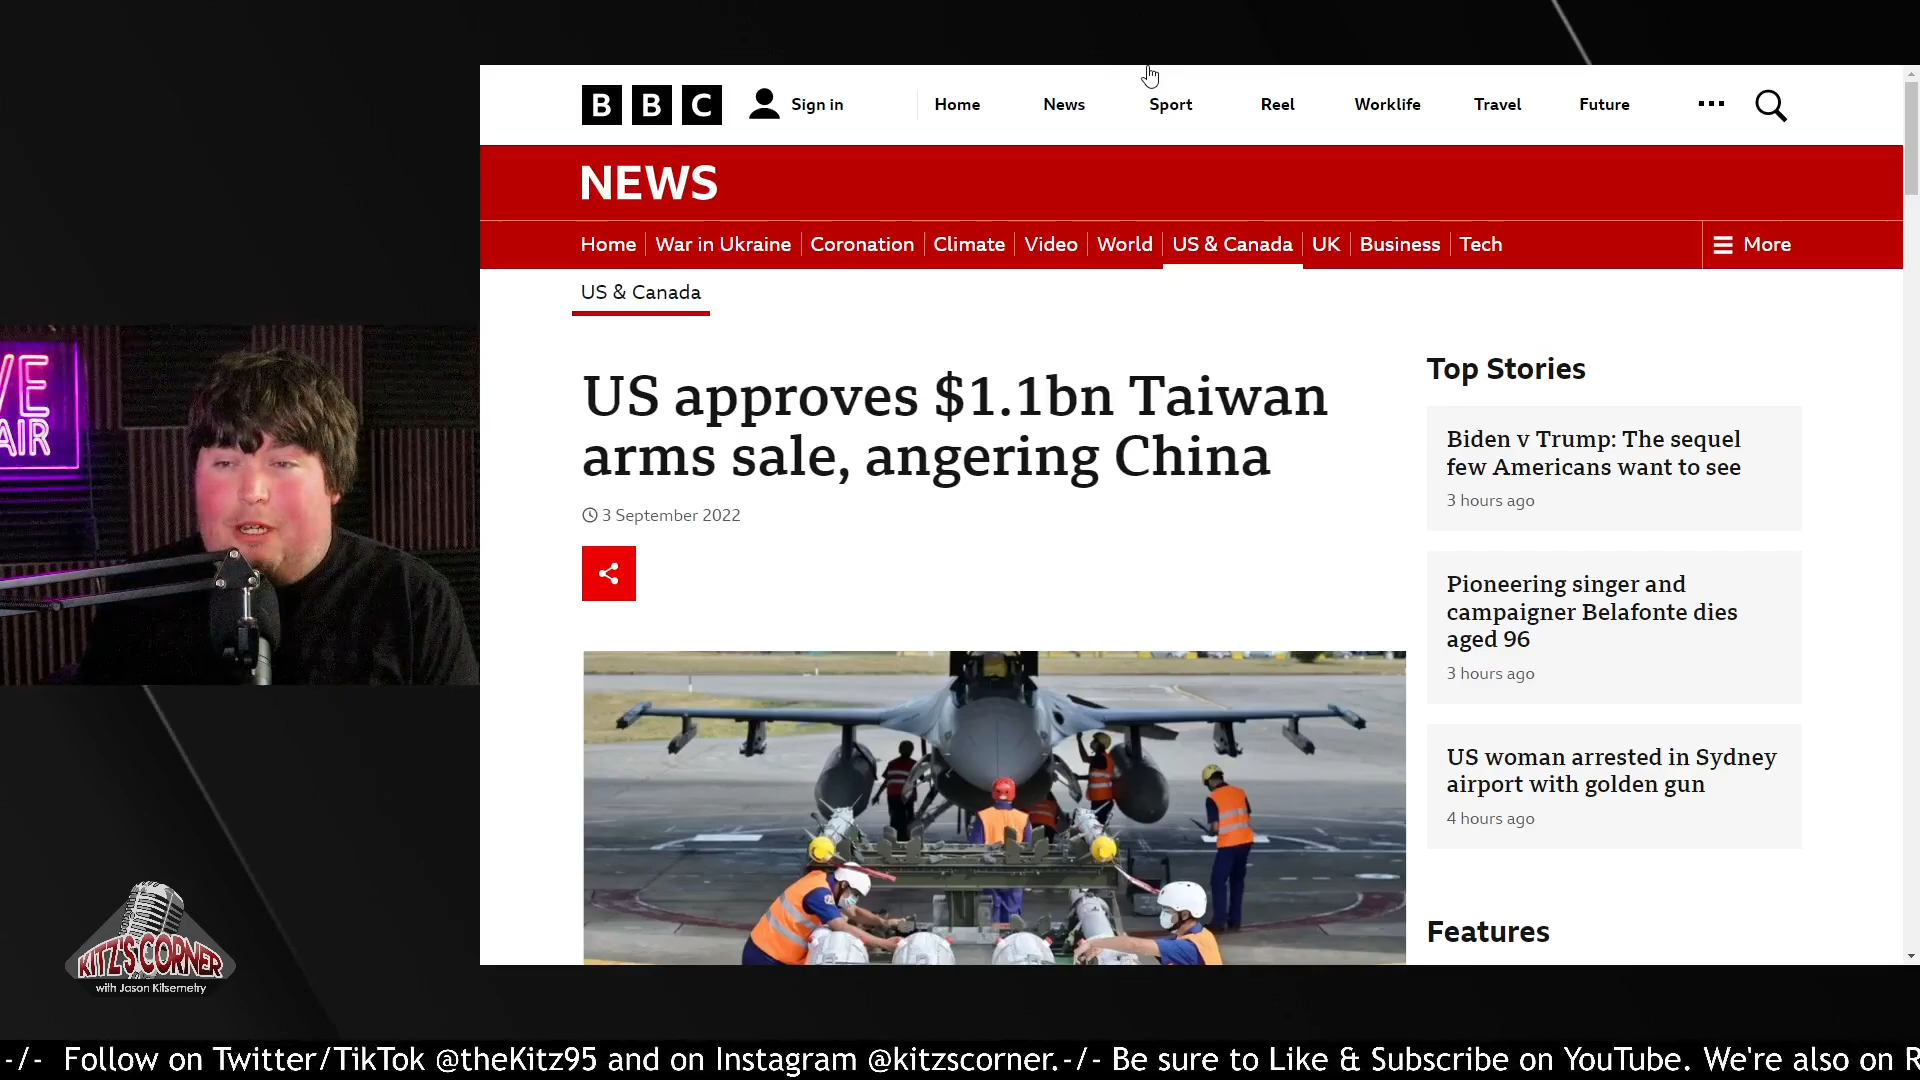 BBC
Sign in
Home
News
Sport
Reel
Worklife
Travel
Future
NEWS
Home
War in Ukraine
Coronation
Climate
Video
World
US & Canada
UK
Business
Tech
More
US & Canada
US approves $1.1bn Taiwan
arms sale, angering China
3 September 2022
Top Stories
Biden v Trump: The sequel
few Americans want to see
3 hours ago
Pioneering singer and
campaigner Belafonte dies
aged 96
3 hours ago
US woman arrested in Sydney
airport with golden gun
4 hours ago
Features
VE
AIR
KITZ'S CORNER
with Jason Kitsemetry
-/- Follow on Twitter/TikTok @theKitz95 and on Instagram @kitzscorner.-/- Be sure to Like & Subscribe on YouTube. We're also on R